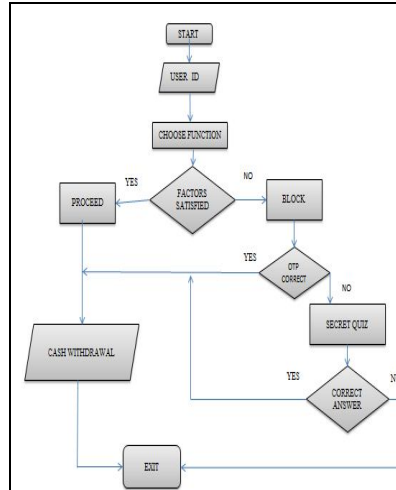 START
USER ID
CHOOSE FUNCTION
YES
FACTORS
SATISFIED
NO
PROCEED
BLOCK
YES
OTP
CORRECT
NO
SECRET QUIZ
CASH WITHDRAWAL
YES
CORRECT
ANSWER
EXIT